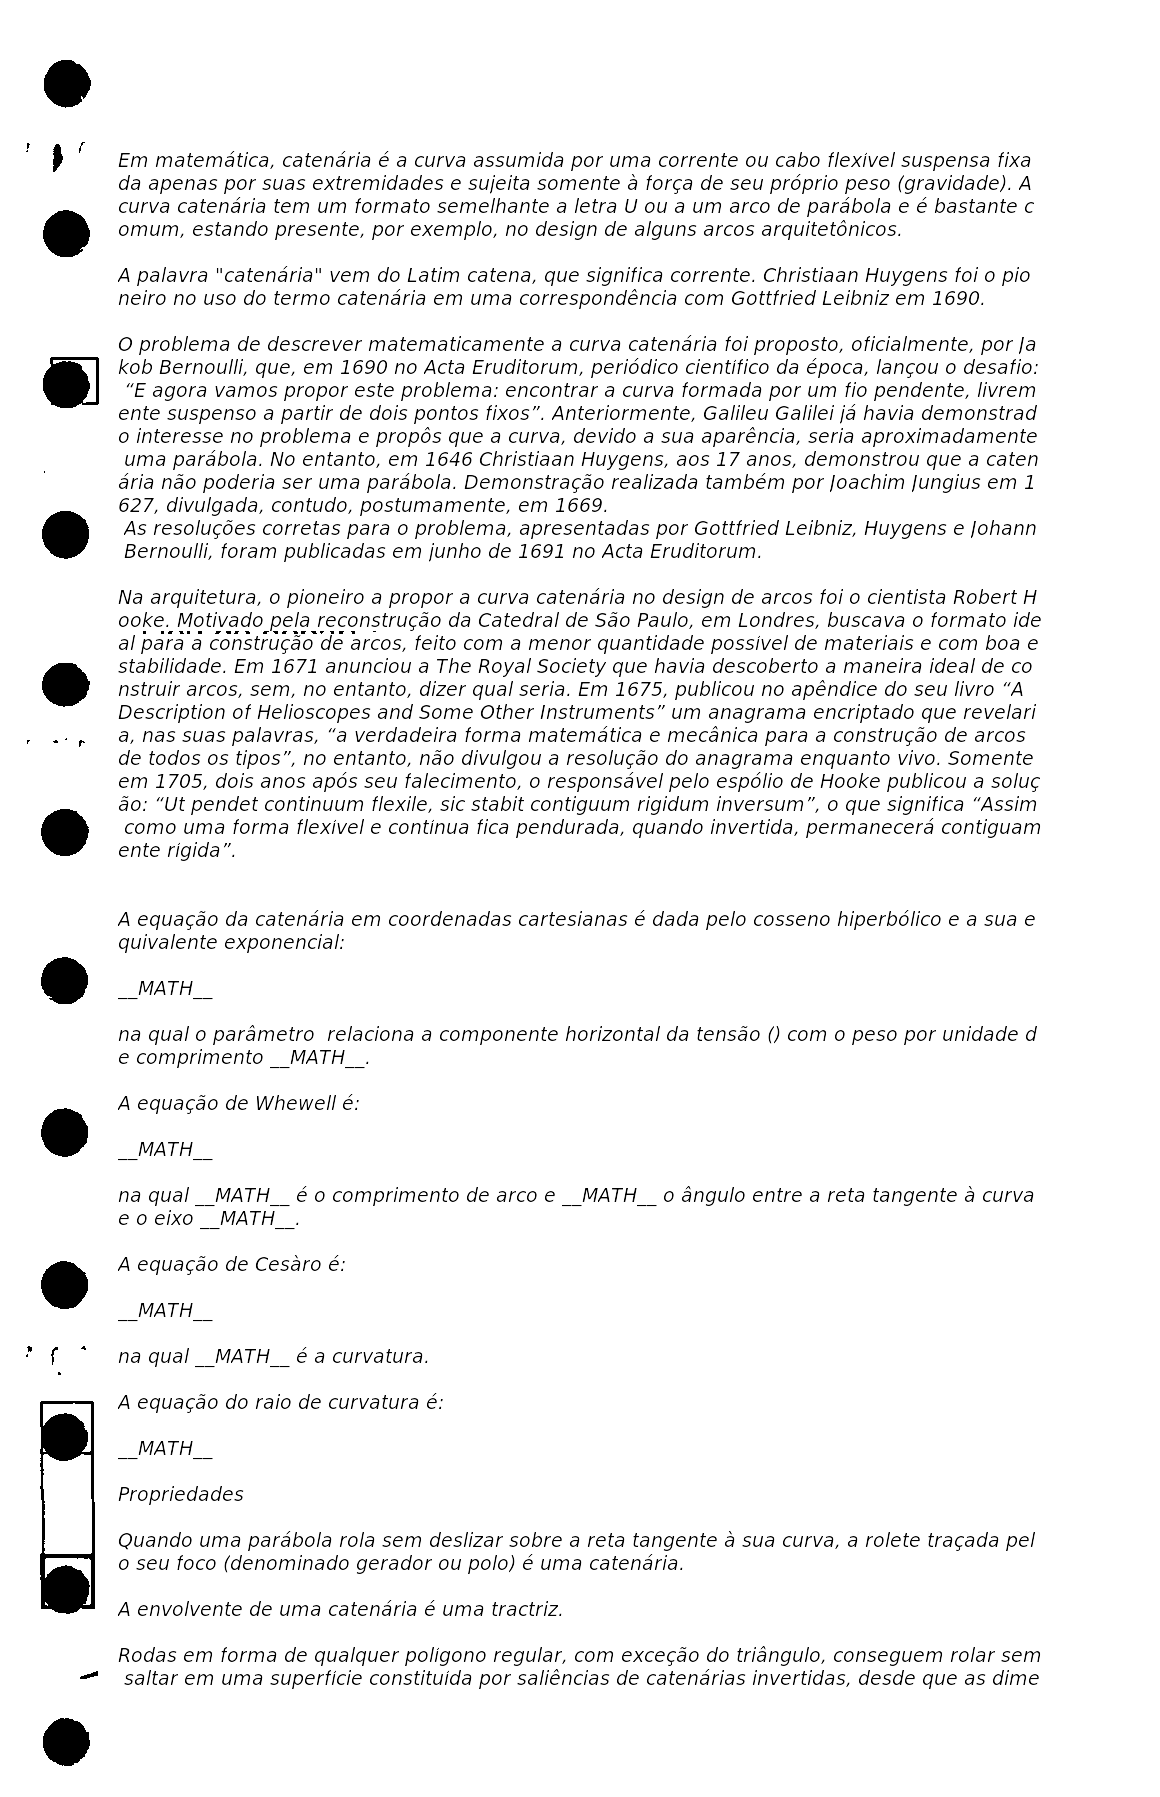 Em matemática, catenária é a curva assumida por uma corrente ou cabo flexível suspensa fixa
da apenas por suas extremidades e sujeita somente à força de seu próprio peso (gravidade). A
curva catenária tem um formato semelhante a letra U ou a um arco de parábola e é bastante c
omum, estando presente, por exemplo, no design de alguns arcos arquitetônicos.

A palavra "catenária" vem do Latim catena, que significa corrente. Christiaan Huygens foi o pio
neiro no uso do termo catenária em uma correspondência com Gottfried Leibniz em 1690.

O problema de descrever matematicamente a curva catenária foi proposto, oficialmente, por Ja
kob Bernoulli, que, em 1690 no Acta Eruditorum, periódico científico da época, lançou o desafio:
“E agora vamos propor este problema: encontrar a curva formada por um fio pendente, livrem
ente suspenso a partir de dois pontos fixos”. Anteriormente, Galileu Galilei já havia demonstrad
o interesse no problema e propôs que a curva, devido a sua aparência, seria aproximadamente
uma parábola. No entanto, em 1646 Christiaan Huygens, aos 17 anos, demonstrou que a caten
ária não poderia ser uma parábola. Demonstração realizada também por Joachim Jungius em 1
627, divulgada, contudo, postumamente, em 1669.
As resoluções corretas para o problema, apresentadas por Gottfried Leibniz, Huygens e Johann
Bernoulli, foram publicadas em junho de 1691 no Acta Eruditorum.

Na arquitetura, o pioneiro a propor a curva catenária no design de arcos foi o cientista Robert H
ooke. Motivado pela reconstrução da Catedral de São Paulo, em Londres, buscava o formato ide
al para a construção de arcos, feito com a menor quantidade possível de materiais e com boa e
stabilidade. Em 1671 anunciou a The Royal Society que havia descoberto a maneira ideal de co
nstruir arcos, sem, no entanto, dizer qual seria. Em 1675, publicou no apêndice do seu livro “A
Description of Helioscopes and Some Other Instruments” um anagrama encriptado que revelari
a, nas suas palavras, “a verdadeira forma matemática e mecânica para a construção de arcos
de todos os tipos”, no entanto, não divulgou a resolução do anagrama enquanto vivo. Somente
em 1705, dois anos após seu falecimento, o responsável pelo espólio de Hooke publicou a soluç
ão: “Ut pendet continuum flexile, sic stabit contiguum rigidum inversum”, o que significa “Assim
como uma forma flexível e contínua fica pendurada, quando invertida, permanecerá contiguam
ente rígida”.

A equação da catenária em coordenadas cartesianas é dada pelo cosseno hiperbólico e a sua e
quivalente exponencial:

__MATH__

na qual o parâmetro  relaciona a componente horizontal da tensão () com o peso por unidade d
e comprimento __MATH__.

A equação de Whewell é:

__MATH__

na qual __MATH__ é o comprimento de arco e __MATH__ o ângulo entre a reta tangente à curva
e o eixo __MATH__.

A equação de Cesàro é:

__MATH__

na qual __MATH__ é a curvatura.

A equação do raio de curvatura é:

__MATH__

Propriedades

Quando uma parábola rola sem deslizar sobre a reta tangente à sua curva, a rolete traçada pel
o seu foco (denominado gerador ou polo) é uma catenária.

A envolvente de uma catenária é uma tractriz.

Rodas em forma de qualquer polígono regular, com exceção do triângulo, conseguem rolar sem
saltar em uma superfície constituída por saliências de catenárias invertidas, desde que as dime